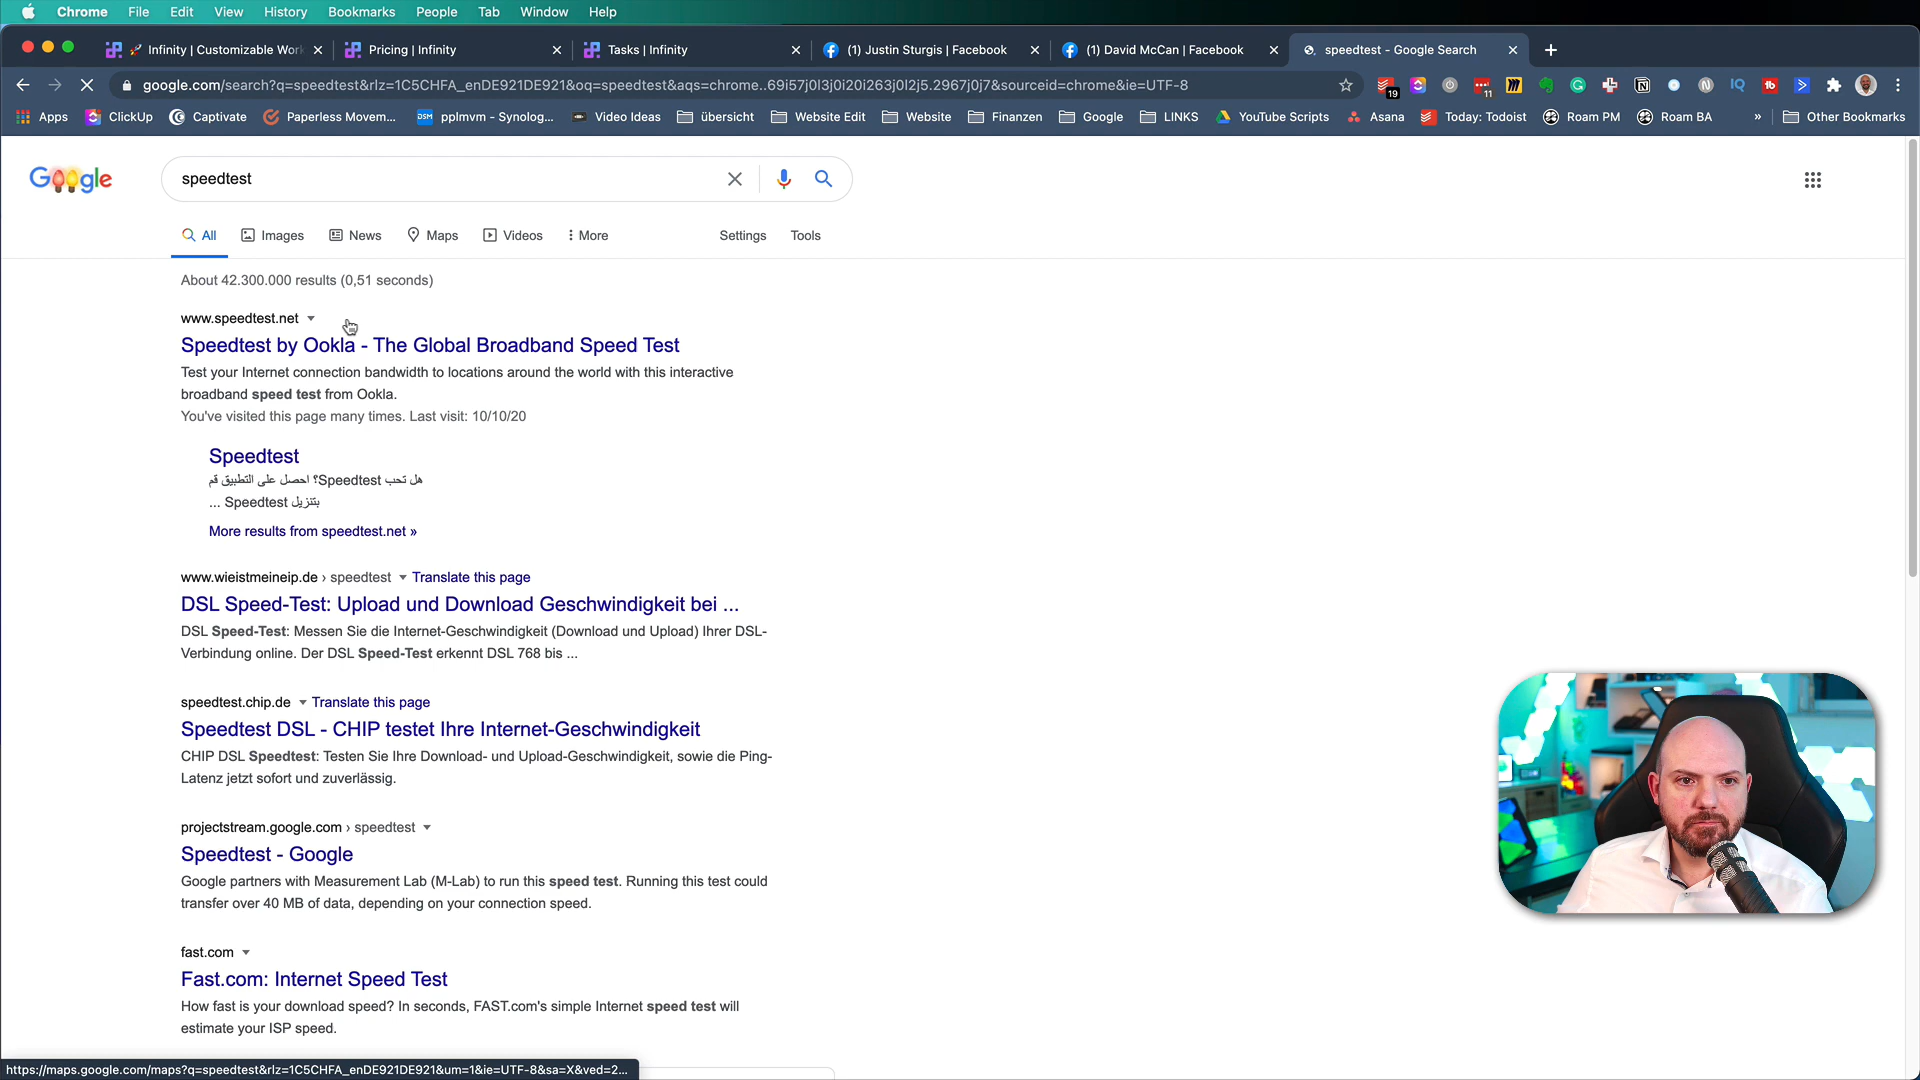 Chrome File Edit View History Bookmarks People Tab Window Help
🚀 Infinity | Customizable Work
Pricing | Infinity
Tasks | Infinity
(1) Justin Sturgis | Facebook
(1) David McCan | Facebook
speedtest - Google Search
google.com/search?q=speedtest&rlz=1C5CHFA_enDE921DE921&oq=speedtest&aqs=chrome..69i57j0l3j0i20i263j0l2j5.2967j0j7&sourceid=chrome&ie=UTF-8
19
11
Apps ClickUp Captivate Paperless Movem... DSM pplmvm - Synolog... Video Ideas übersicht Website Edit Website Finanzen Google LINKS YouTube Scripts Asana Today: Todoist Roam PM Roam BA » Other Bookmarks
Google
speedtest
All Images News Maps Videos More Settings Tools
About 42.300.000 results (0,51 seconds)
www.speedtest.net
Speedtest by Ookla - The Global Broadband Speed Test
Test your Internet connection bandwidth to locations around the world with this interactive
broadband speed test from Ookla.
You've visited this page many times. Last visit: 10/10/20
Speedtest
هل تحب Speedtest؟ احصل على التطبيق قم
بتنزيل Speedtest ...
More results from speedtest.net »
www.wieistmeineip.de › speedtest Translate this page
DSL Speed-Test: Upload und Download Geschwindigkeit bei ...
DSL Speed-Test: Messen Sie die Internet-Geschwindigkeit (Download und Upload) Ihrer DSL-
Verbindung online. Der DSL Speed-Test erkennt DSL 768 bis ...
speedtest.chip.de Translate this page
Speedtest DSL - CHIP testet Ihre Internet-Geschwindigkeit
CHIP DSL Speedtest: Testen Sie Ihre Download- und Upload-Geschwindigkeit, sowie die Ping-
Latenz jetzt sofort und zuverlässig.
projectstream.google.com › speedtest
Speedtest - Google
Google partners with Measurement Lab (M-Lab) to run this speed test. Running this test could
transfer over 40 MB of data, depending on your connection speed.
fast.com
Fast.com: Internet Speed Test
How fast is your download speed? In seconds, FAST.com's simple Internet speed test will
estimate your ISP speed.
https://maps.google.com/maps?q=speedtest&rlz=1C5CHFA_enDE921DE921&um=1&ie=UTF-8&sa=X&ved=2...